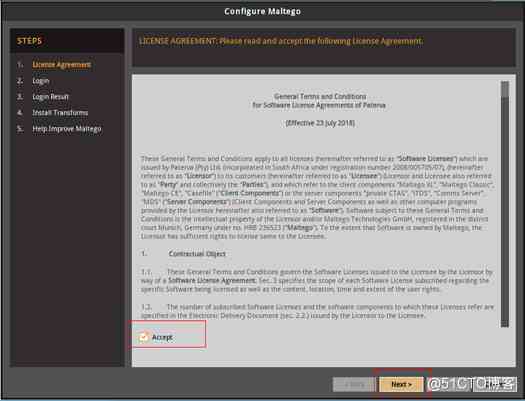 Configure Maltego
STEPS
1. License Agreement
2. Login
3. Login Result
4. Install Transforms
5. Help Improve Maltego
LICENSE AGREEMENT: Please read and accept the following License Agreement.
General Terms and Conditions
for Software License Agreements of Paterva
(Effective 23 July 2018)
These General Terms and Conditions apply to all licenses (hereinafter referred to as "Software Licenses") which are
issued by Paterva (Pty) Ltd. (incorporated in South Africa under registration number 2008/005705/07), (hereinafter
referred to as "Licensor") to its customers (hereinafter referred to as "Licensee") (Licensor and Licensee also referred
to as "Party" and collectively the "Parties"), and which refer to the client components "Maltego XL", "Maltego Classic",
"Maltego CE", "Casefile" ("Client Components") or the server components "private CTAS", "iTDS", "Comms Server",
"MDS" ("Server Components") (Client Components and Server Components as well as other computer programs
provided by the Licensor hereinafter also referred to as "Software"). Software subject to these General Terms and
Conditions is the intellectual property of the Licensor and/or Maltego Technologies GmbH, registered in the district
court Munich, Germany under no. HRB 236523 ("Maltego"). To the extent that Software is owned by Maltego,
the Licensor has sufficient rights to license same to the Licensee.
1. Contractual Object
1.1. These General Terms and Conditions govern the Software Licenses issued to the Licensee by the Licensor by
way of a Software License Agreement. Sec. 3 specifies the scope of each Software License subscribed regarding the
specific Software being licensed as well as the content, location, time and extent of the user rights.
1.2. The number of subscribed Software Licenses and the software components to which these Licenses refer are
specified in the Electronic Delivery Document (sec. 2.2.) issued by the Licensor to the Licensee.
Accept
< Back
Next >
@51CTO博客